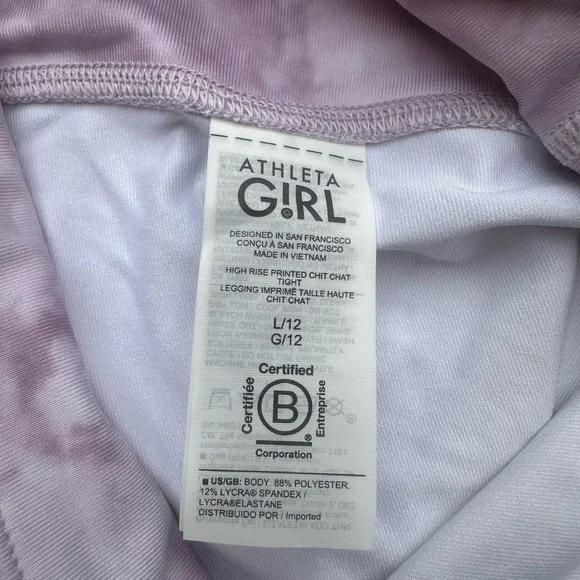 ATHLETA
G!RL
DESIGNED IN SAN FRANCISCO
CONÇU À SAN FRANCISCO
MADE IN VIETNAM
HIGH RISE PRINTED CHIT CHAT
TIGHT
LEGGING IMPRIMÉ TAILLE HAUTE
CHIT CHAT
L/12
G/12
Certified
Certifiée
B
Entreprise
®
Corporation
■ US/GB: BODY. 88% POLYESTER,
12% LYCRA® SPANDEX /
LYCRA®ELASTANE
DISTRIBUIDO POR / Imported